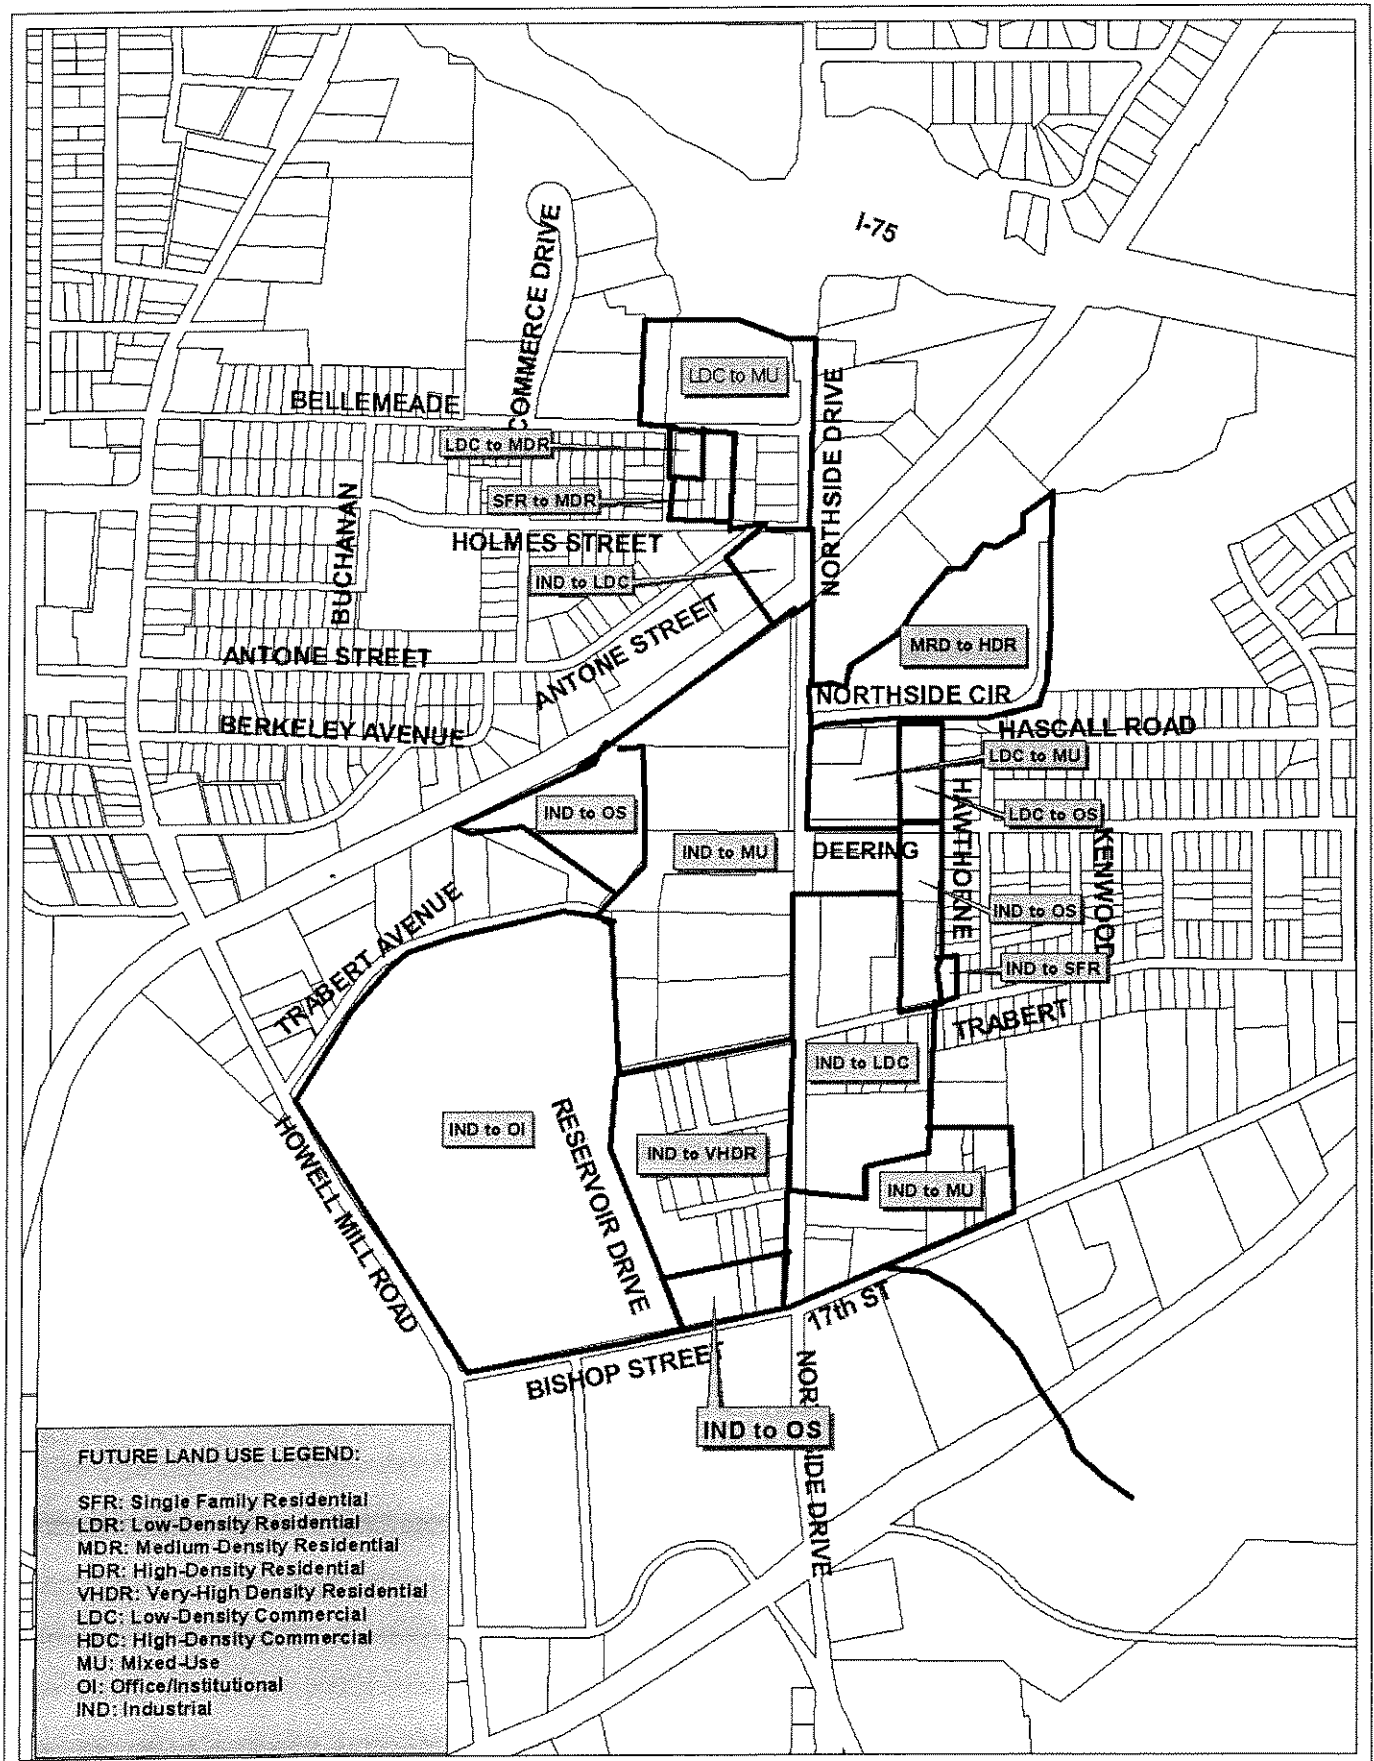 I-75
COMMERCE DRIVE
LDC to MU
BELLEMEADE
NORTHSIDE DRIVE
LDC to MDR
SFR to MDR
BUCHANAN
HOLMES STREET
IND to LDC
ANTONE STREET
ANTONE STREET
MRD to HDR
NORTHSIDE CIR
BERKELEY AVENUE
HASCALL ROAD
LDC to MU
IND to OS
LDC to OS
HAWTHORNE
KENWOOD
IND to MU
DEERING
TRABERT AVENUE
IND to OS
IND to SFR
TRABERT
IND to LDC
IND to OI
RESERVOIR DRIVE
IND to VHDR
IND to MU
HOWELL MILL ROAD
17th ST
BISHOP STREET
IND to OS
NORTHSIDE DRIVE
FUTURE LAND USE LEGEND:
SFR: Single Family Residential
LDR: Low-Density Residential
MDR: Medium-Density Residential
HDR: High-Density Residential
VHDR: Very-High Density Residential
LDC: Low-Density Commercial
HDC: High-Density Commercial
MU: Mixed-Use
OI: Office/Institutional
IND: Industrial